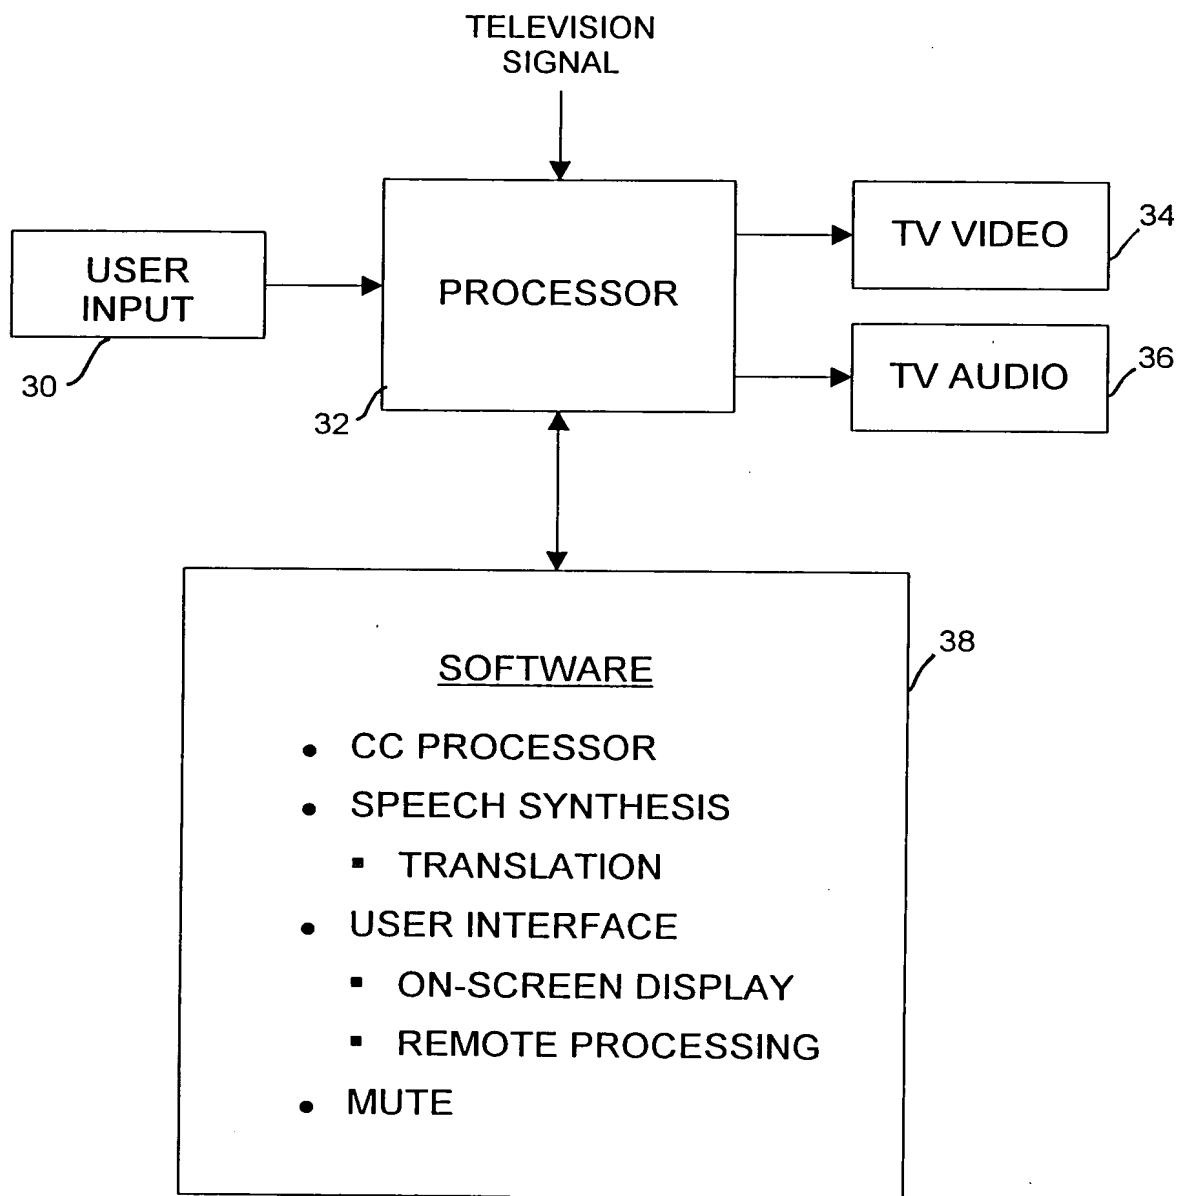 TELEVISION
SIGNAL
USER
INPUT
30
PROCESSOR
32
TV VIDEO
34
TV AUDIO
36
38
SOFTWARE
• CC PROCESSOR
• SPEECH SYNTHESIS
▪ TRANSLATION
• USER INTERFACE
▪ ON-SCREEN DISPLAY
▪ REMOTE PROCESSING
• MUTE